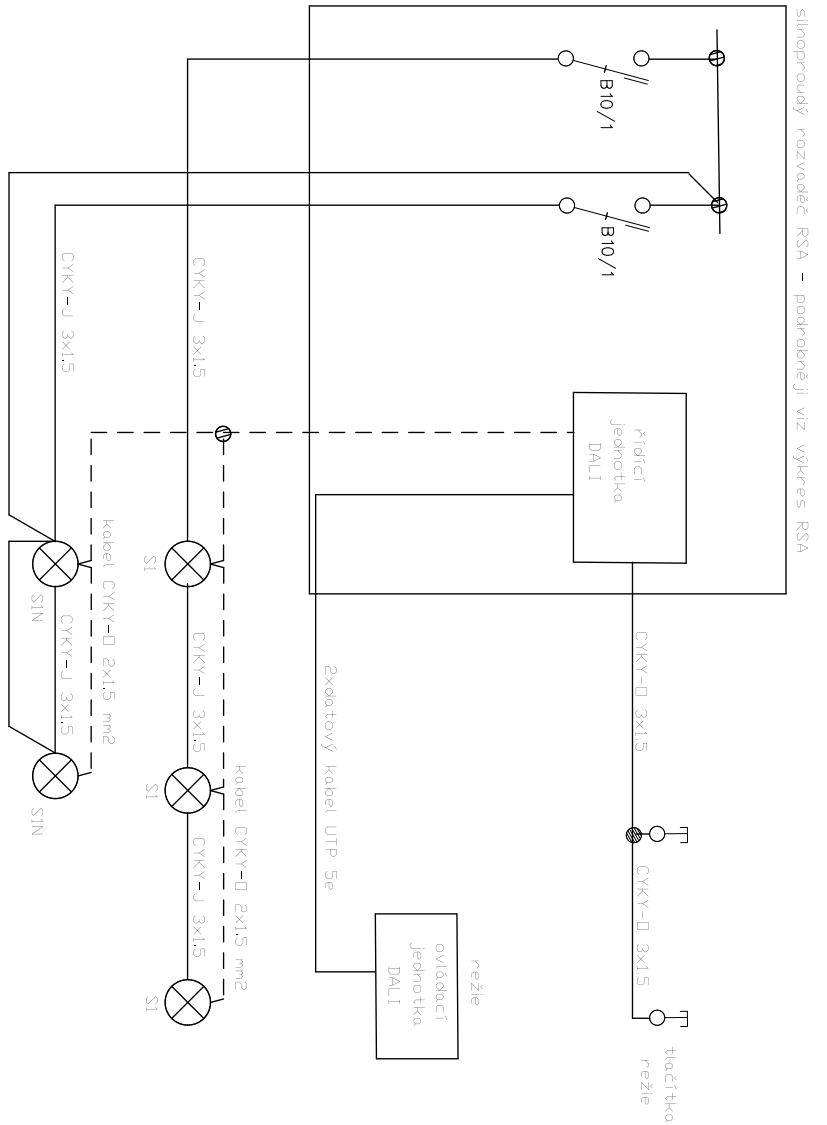 silnoproudý rozvaděč RSA - podrobněji viz výkres RSA
B10/1
B10/1
řídící
jednotka
DALI
CYKY-O 3x1.5
CYKY-O 3x1.5
tlačítka
režie
režie
ovládací
jednotka
DALI
2xdatový kabel UTP 5e
kabel CYKY-O 2x1.5 mm2
CYKY-J 3x1.5
CYKY-J 3x1.5
CYKY-J 3x1.5
S1
S1
S1
kabel CYKY-O 2x1.5 mm2
CYKY-J 3x1.5
CYKY-J 3x1.5
S1N
S1N